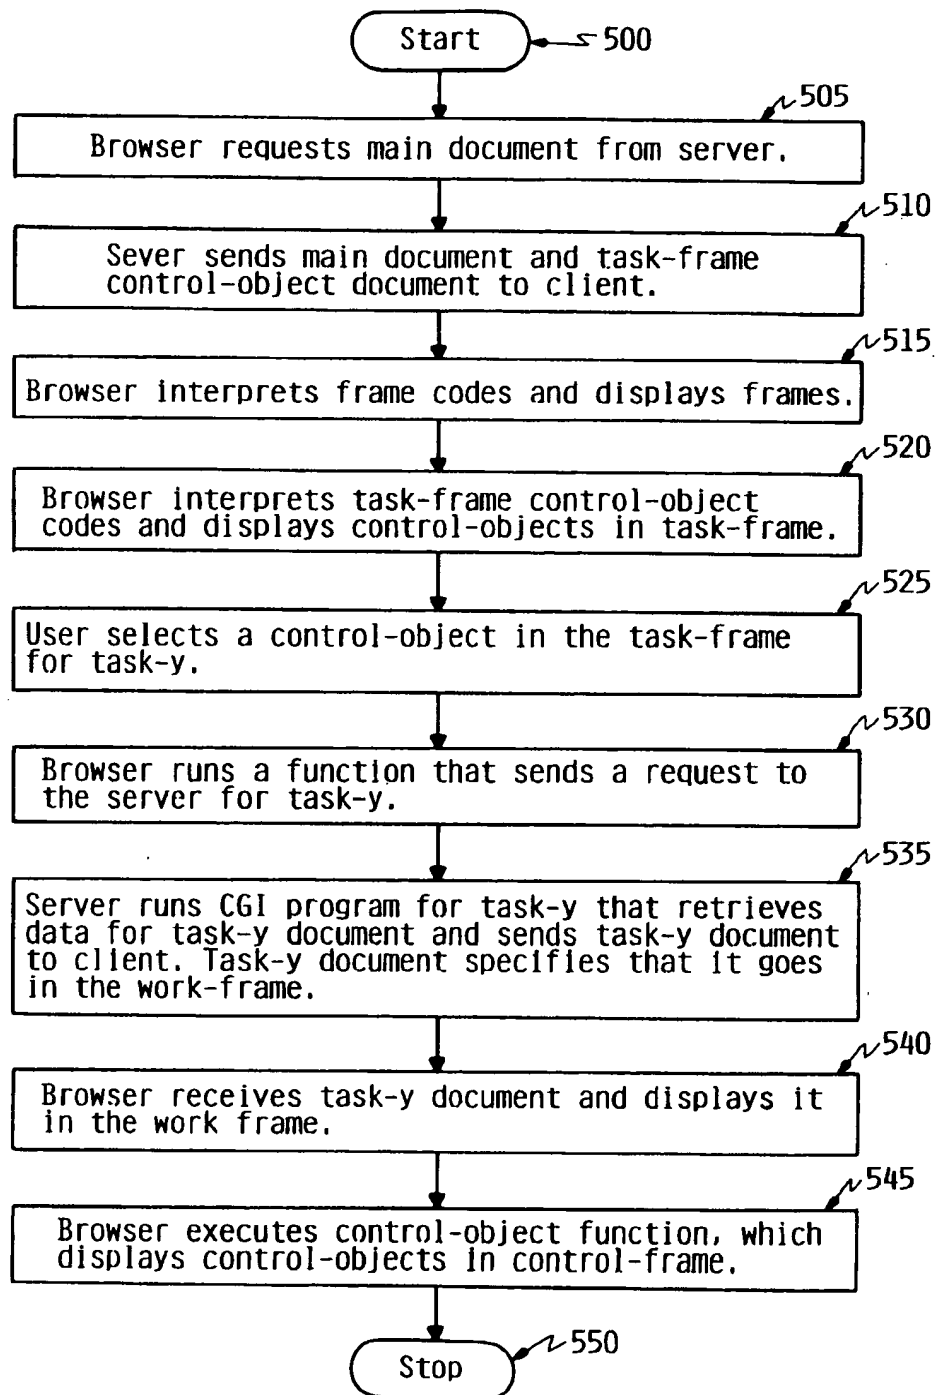 Start
500
505
Browser requests main document from server.
510
Sever sends main document and task-frame
control-object document to client.
515
Browser interprets frame codes and displays frames.
520
Browser interprets task-frame control-object
codes and displays control-objects in task-frame.
525
User selects a control-object in the task-frame
for task-y.
530
Browser runs a function that sends a request to
the server for task-y.
535
Server runs CGI program for task-y that retrieves
data for task-y document and sends task-y document
to client. Task-y document specifies that it goes
in the work-frame.
540
Browser receives task-y document and displays it
in the work frame.
545
Browser executes control-object function, which
displays control-objects in control-frame.
550
Stop